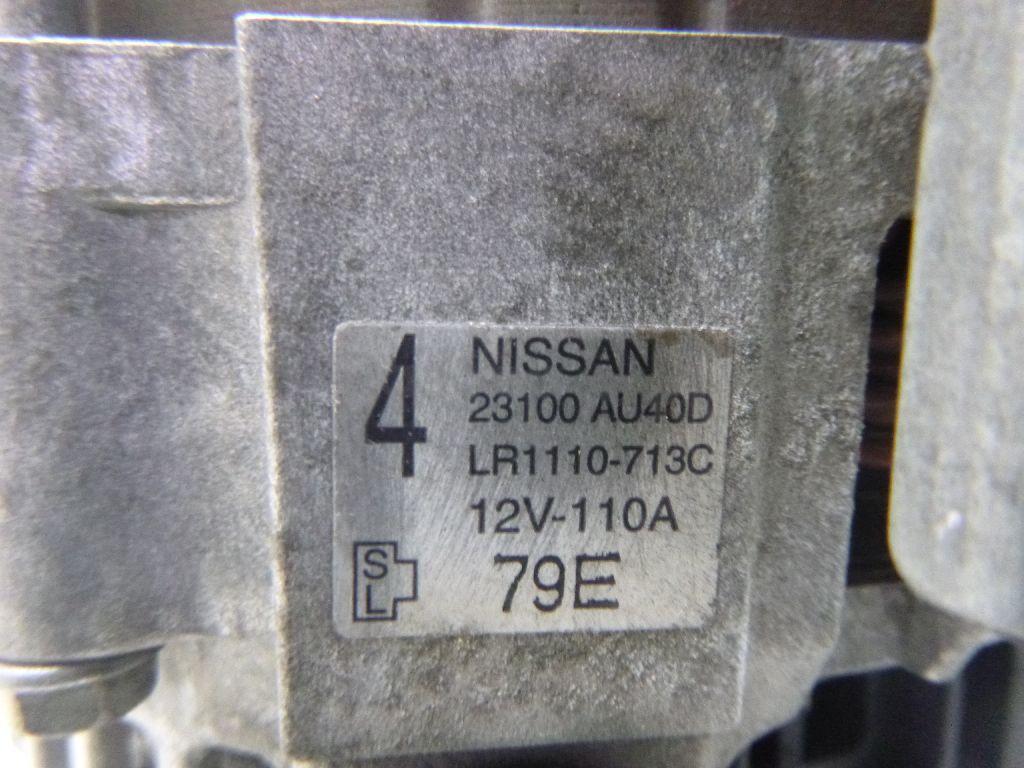 4
NISSAN
23100 AU40D
LR1110-713C
12V-110A
S
L
79E